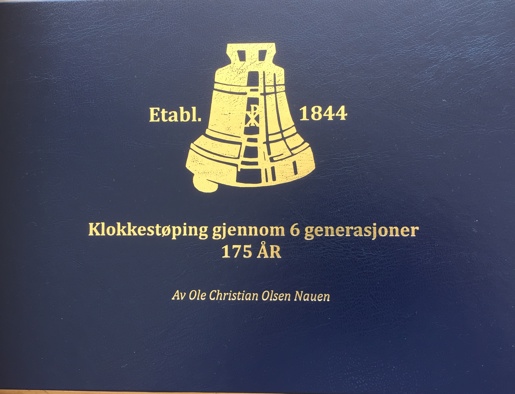 Etabl. 1844
Klokkestøping gjennom 6 generasjoner
175 ÅR
Av Ole Christian Olsen Nauen